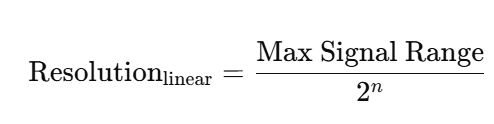 Resolution_linear = Max Signal Range / 2^n